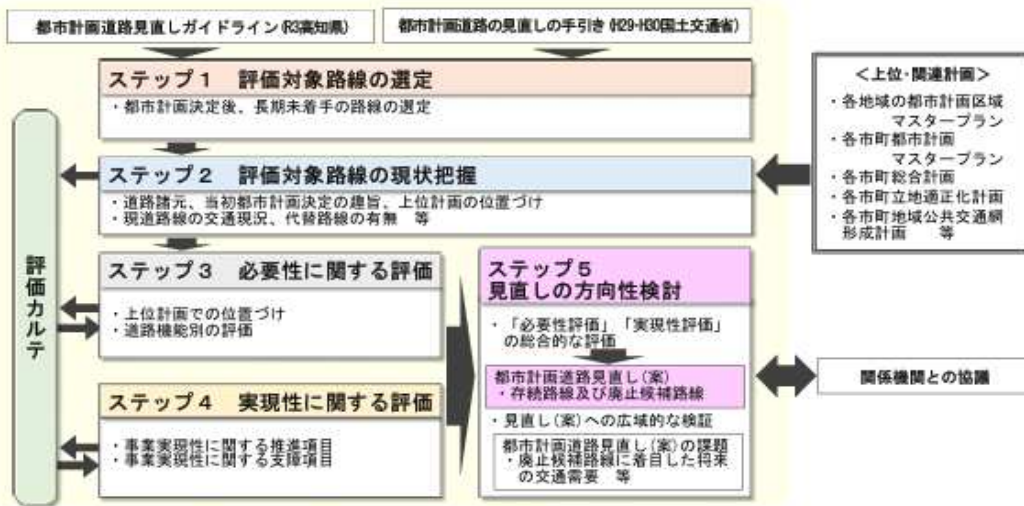 都市計画道路見直しガイドライン(R3高知県)
都市計画道路の見直しの手引き(H29-H30国土交通省)
ステップ1 評価対象路線の選定
・都市計画決定後、長期未着手の路線の選定
ステップ2 評価対象路線の現状把握
・道路諸元、当初都市計画決定の趣旨、上位計画の位置づけ
・現道路線の交通現況、代替路線の有無 等
ステップ3 必要性に関する評価
・上位計画での位置づけ
・道路機能別の評価
ステップ4 実現性に関する評価
・事業実現性に関する推進項目
・事業実現性に関する支障項目
評価カルテ
ステップ5
見直しの方向性検討
・「必要性評価」「実現性評価」
の総合的な評価
都市計画道路見直し(案)
・存続路線及び廃止候補路線
・見直し(案)への広域的な検証
都市計画道路見直し(案)の課題
・廃止候補路線に着目した将来
の交通需要 等
<上位・関連計画>
・各地域の都市計画区域
マスタープラン
・各市町都市計画
マスタープラン
・各市町総合計画
・各市町立地適正化計画
・各市町地域公共交通網
形成計画 等
関係機関との協議